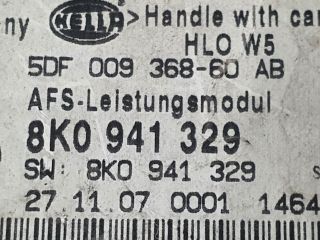 ny HELLA > Handle with car
HLO W5
5DF 009 368-60 AB
AFS-Leistungsmodul
8K0 941 329
SW: 8K0 941 329
27 11 07 0001 1464